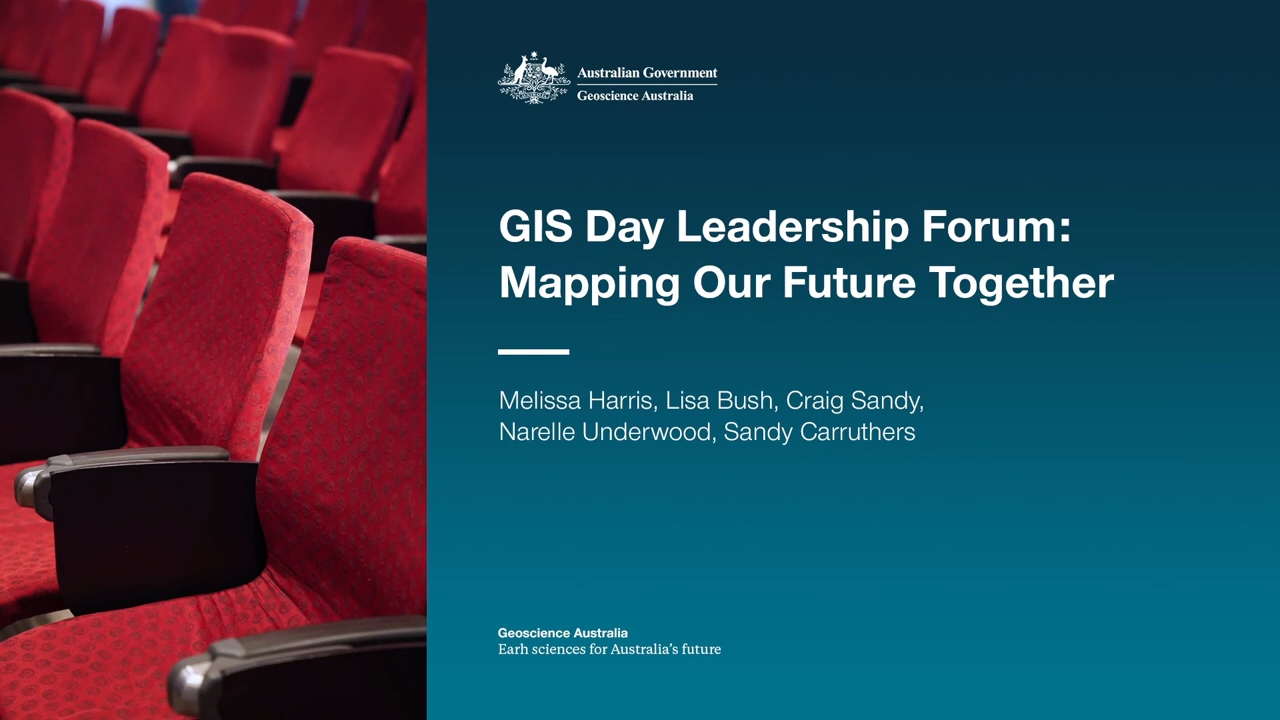 Australian Government
Geoscience Australia
GIS Day Leadership Forum:
Mapping Our Future Together
Melissa Harris, Lisa Bush, Craig Sandy,
Narelle Underwood, Sandy Carruthers
Geoscience Australia
Earh sciences for Australia's future